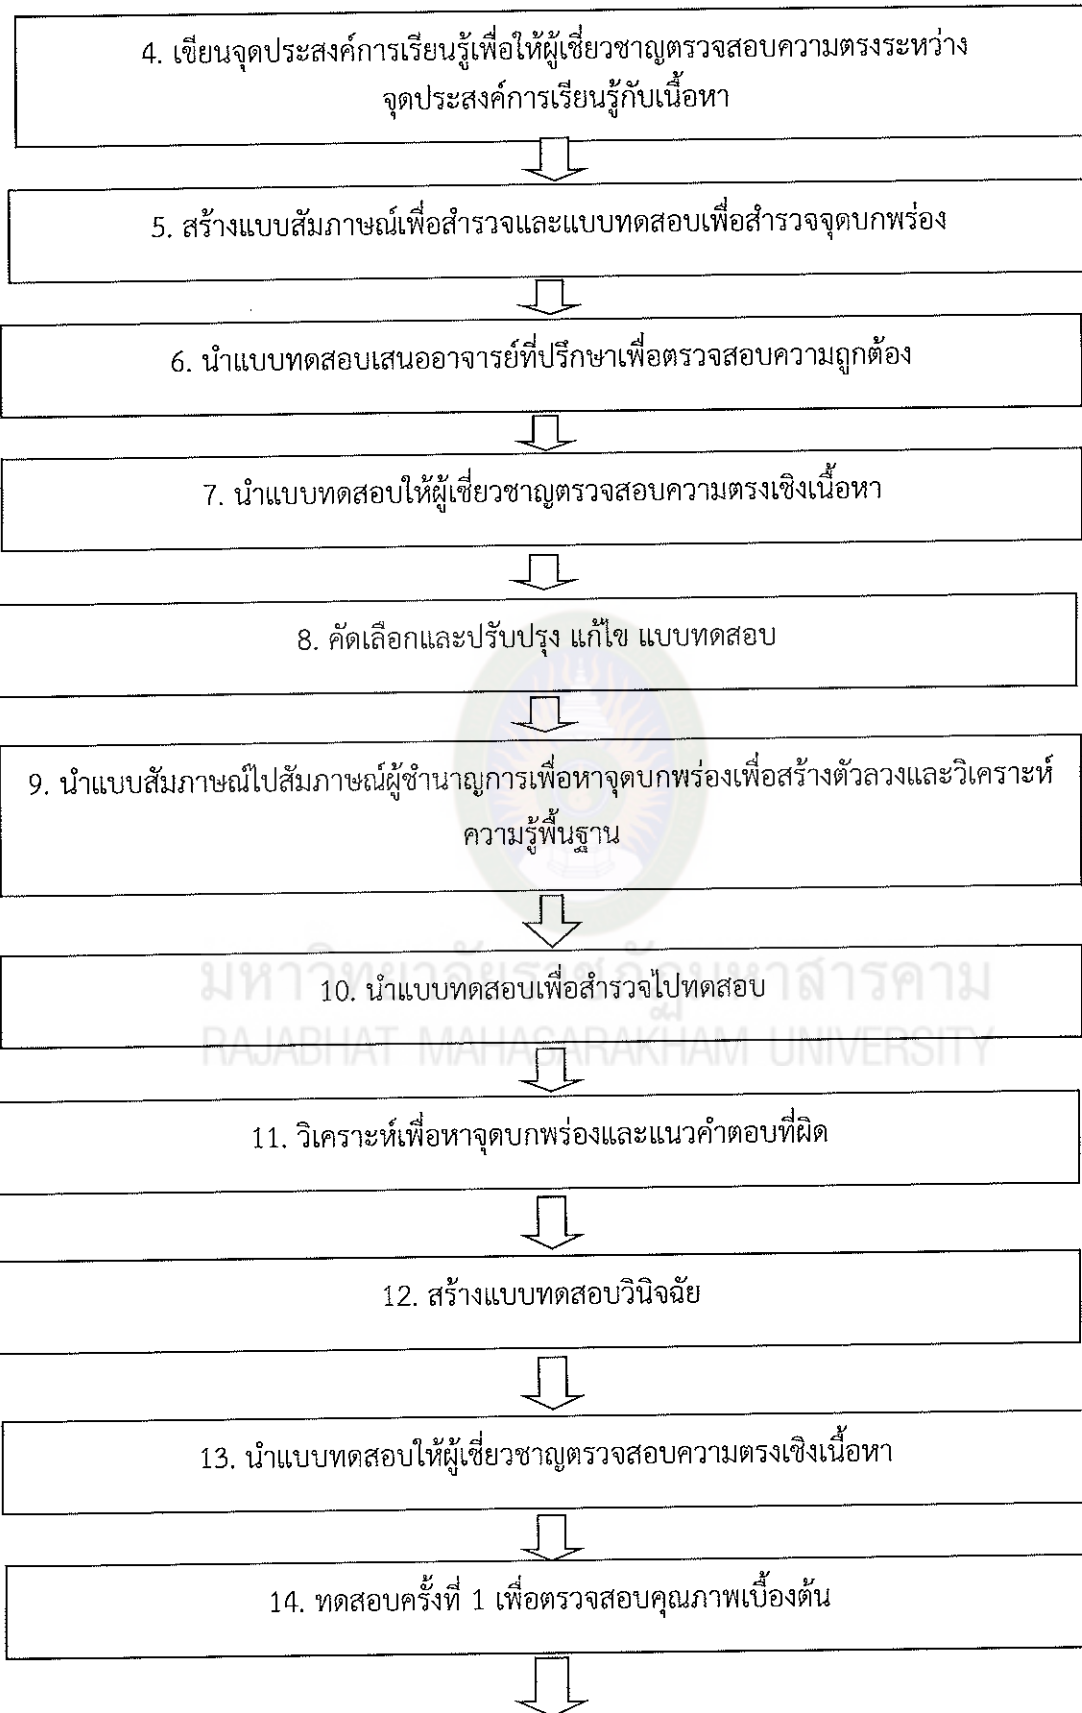 4. เขียนจุดประสงค์การเรียนรู้เพื่อให้ผู้เชี่ยวชาญตรวจสอบความตรงระหว่าง
จุดประสงค์การเรียนรู้กับเนื้อหา
5. สร้างแบบสัมภาษณ์เพื่อสำรวจและแบบทดสอบเพื่อสำรวจจุดบกพร่อง
6. นำแบบทดสอบเสนออาจารย์ที่ปรึกษาเพื่อตรวจสอบความถูกต้อง
7. นำแบบทดสอบให้ผู้เชี่ยวชาญตรวจสอบความตรงเชิงเนื้อหา
8. คัดเลือกและปรับปรุง แก้ไข แบบทดสอบ
9. นำแบบสัมภาษณ์ไปสัมภาษณ์ผู้ชำนาญการเพื่อหาจุดบกพร่องเพื่อสร้างตัวลวงและวิเคราะห์
ความรู้พื้นฐาน
มหาวิทยาลัยราชภัฏมหาสารคาม
10. นำแบบทดสอบเพื่อสำรวจไปทดสอบ
RAJABHAT MAHASARAKHAM UNIVERSITY
11. วิเคราะห์เพื่อหาจุดบกพร่องและแนวคำตอบที่ผิด
12. สร้างแบบทดสอบวินิจฉัย
13. นำแบบทดสอบให้ผู้เชี่ยวชาญตรวจสอบความตรงเชิงเนื้อหา
14. ทดสอบครั้งที่ 1 เพื่อตรวจสอบคุณภาพเบื้องต้น